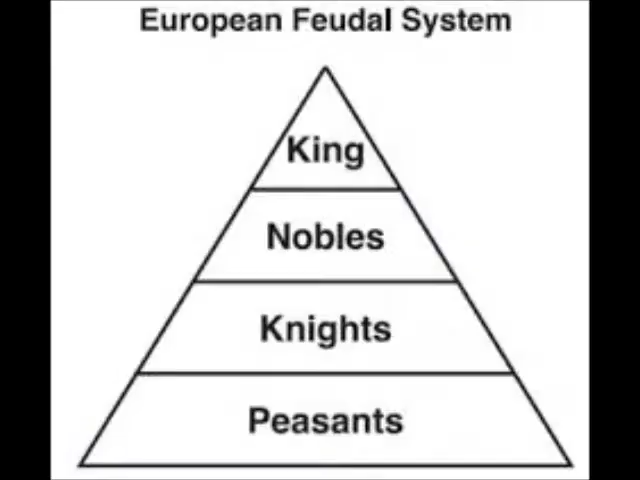 European Feudal System
King
Nobles
Knights
Peasants